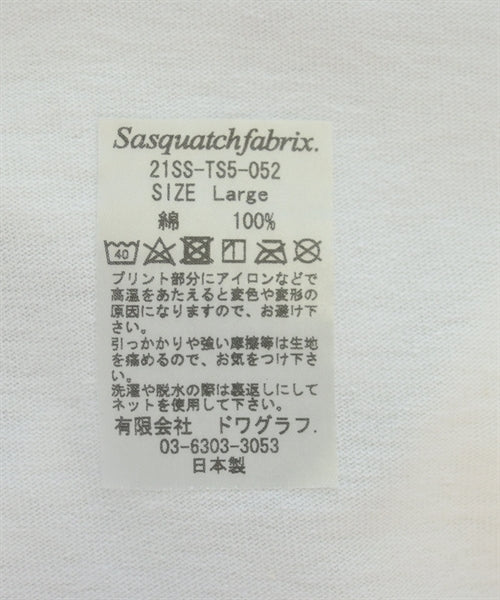 Sasquatchfabrix.
21SS-TS5-052
SIZE Large
綿 100%
40
プリント部分にアイロンなどで
高温をあたえると変色や変形の
原因になりますので、お避け下
さい。
引っかかりや強い摩擦等は生地
を痛めるので、お気をつけ下さ
い。
洗濯や脱水の際は裏返しにして
ネットを使用して下さい。
有限会社 ドワグラフ.
03-6303-3053
日本製